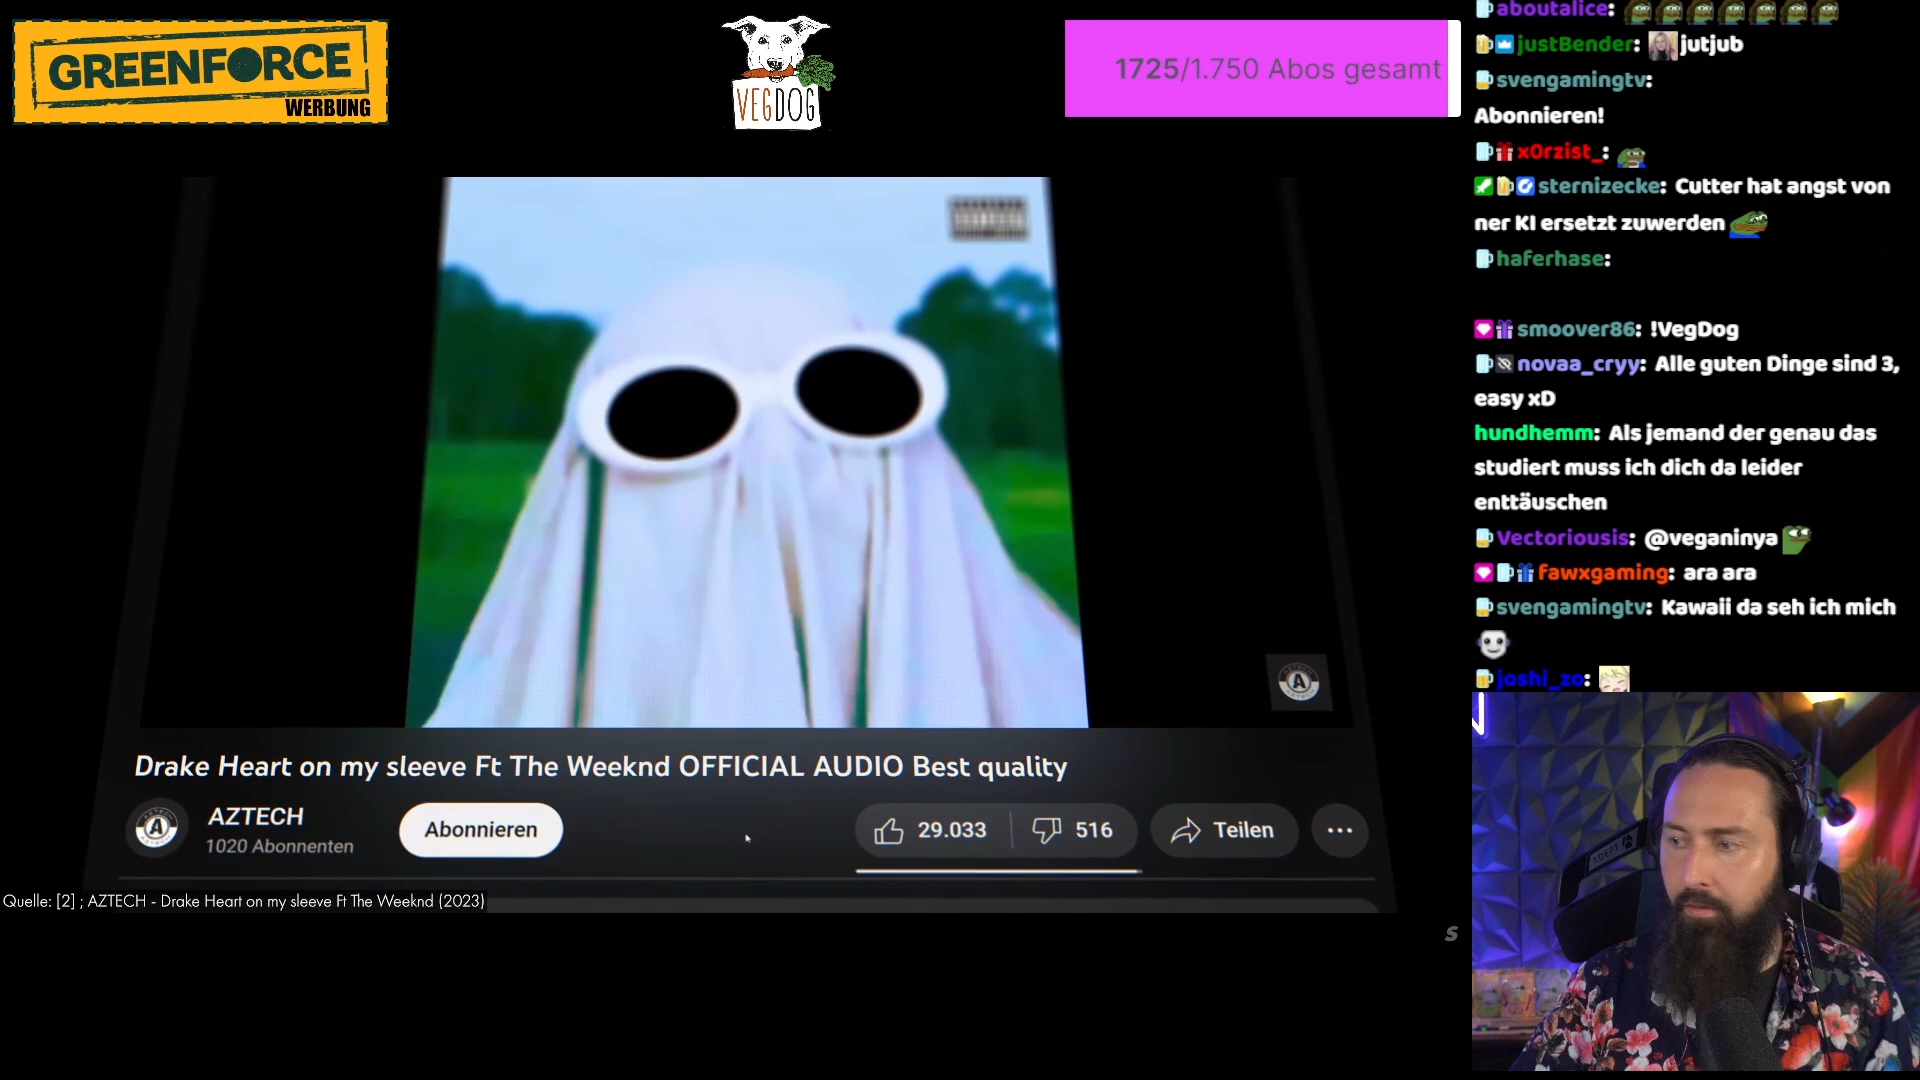 GREENFORCE
WERBUNG
VEGDOG
1725/1.750 Abos gesamt
Drake Heart on my sleeve Ft The Weeknd OFFICIAL AUDIO Best quality
A
AZTECH
1020 Abonnenten
Abonnieren
29.033
516
Teilen
Quelle: [2] ; AZTECH - Drake Heart on my sleeve Ft The Weeknd (2023)
S
aboutalice:
justBender: jutjub
svengamingtv:
Abonnieren!
x0rzist_:
sternizecke: Cutter hat angst von
ner KI ersetzt zuwerden
haferhase:
smoover86: !VegDog
novaa_cryy: Alle guten Dinge sind 3,
easy xD
hundhemm: Als jemand der genau das
studiert muss ich dich da leider
enttäuschen
Vectoriousis: @veganinya
fawxgaming: ara ara
svengamingtv: Kawaii da seh ich mich
joshi_zo:
ADEPT